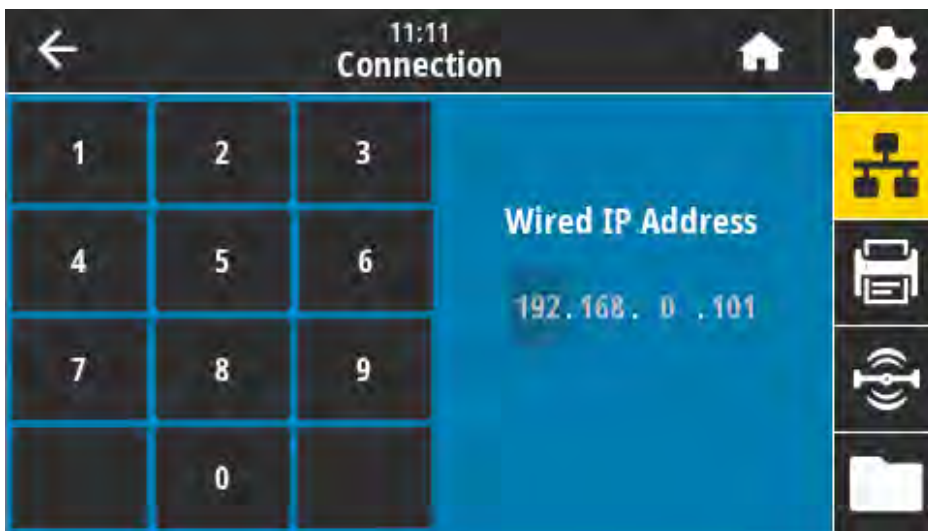 11:11
Connection
1 2 3
Wired IP Address
4 5 6
192.168. 0 .101
7 8 9
0